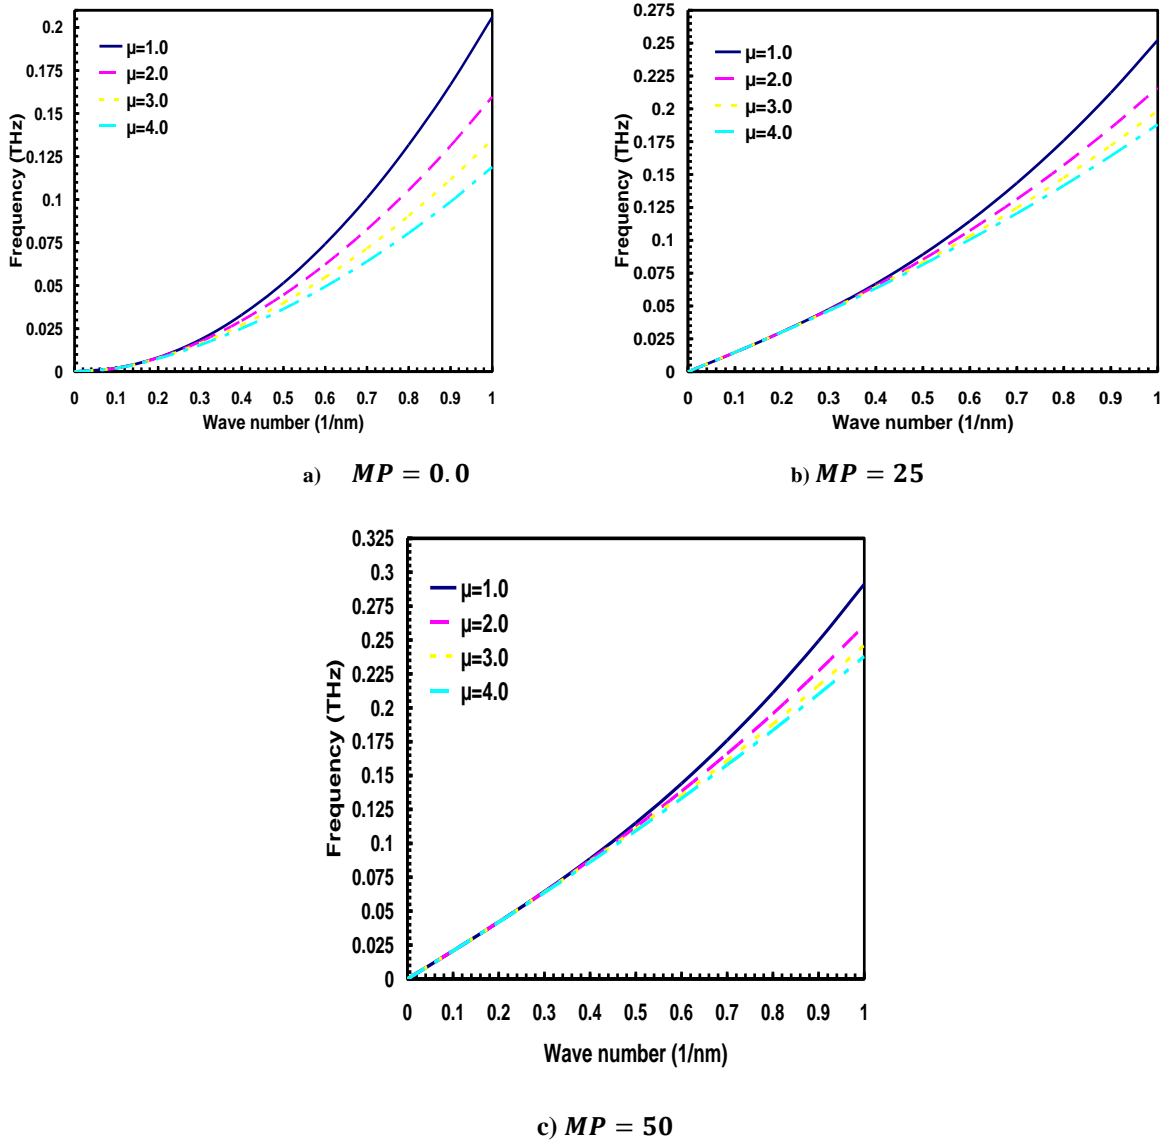 0.2
0.175
0.15
0.125
0.1
0.075
0.05
0.025
0
Frequency (THz)
μ=1.0
μ=2.0
μ=3.0
μ=4.0
0 0.1 0.2 0.3 0.4 0.5 0.6 0.7 0.8 0.9 1
Wave number (1/nm)
a) MP = 0.0
0.275
0.25
0.225
0.2
0.175
0.15
0.125
0.1
0.075
0.05
0.025
0
Frequency (THz)
μ=1.0
μ=2.0
μ=3.0
μ=4.0
0 0.1 0.2 0.3 0.4 0.5 0.6 0.7 0.8 0.9 1
Wave number (1/nm)
b) MP = 25
0.325
0.3
0.275
0.25
0.225
0.2
0.175
0.15
0.125
0.1
0.075
0.05
0.025
0
Frequency (THz)
μ=1.0
μ=2.0
μ=3.0
μ=4.0
0 0.1 0.2 0.3 0.4 0.5 0.6 0.7 0.8 0.9 1
Wave number (1/nm)
c) MP = 50